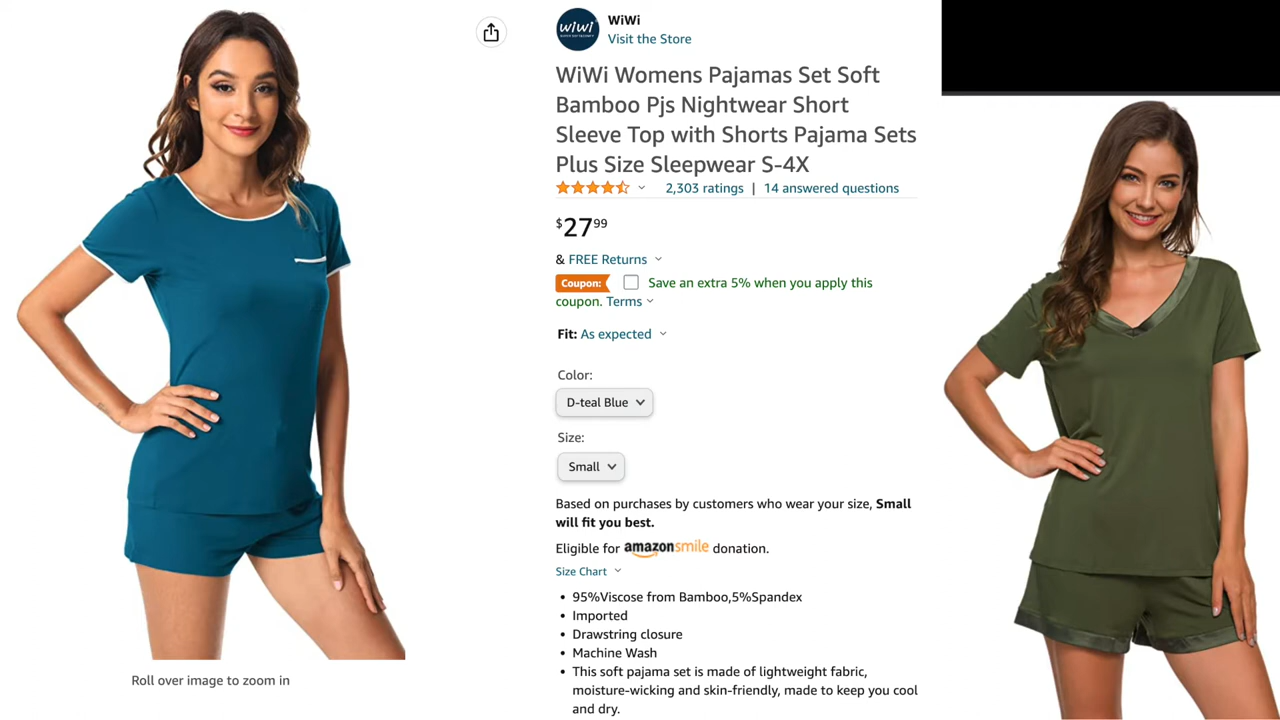 wiwi
WiWi
Visit the Store
WiWi Womens Pajamas Set Soft
Bamboo Pjs Nightwear Short
Sleeve Top with Shorts Pajama Sets
Plus Size Sleepwear S-4X
2,303 ratings | 14 answered questions
$27 99
& FREE Returns
Coupon: Save an extra 5% when you apply this
coupon. Terms
Fit: As expected
Color:
D-teal Blue
Size:
Small
Based on purchases by customers who wear your size, Small
will fit you best.
Eligible for amazonsmile donation.
Size Chart
• 95%Viscose from Bamboo,5%Spandex
• Imported
• Drawstring closure
• Machine Wash
• This soft pajama set is made of lightweight fabric,
moisture-wicking and skin-friendly, made to keep you cool
and dry.
Roll over image to zoom in